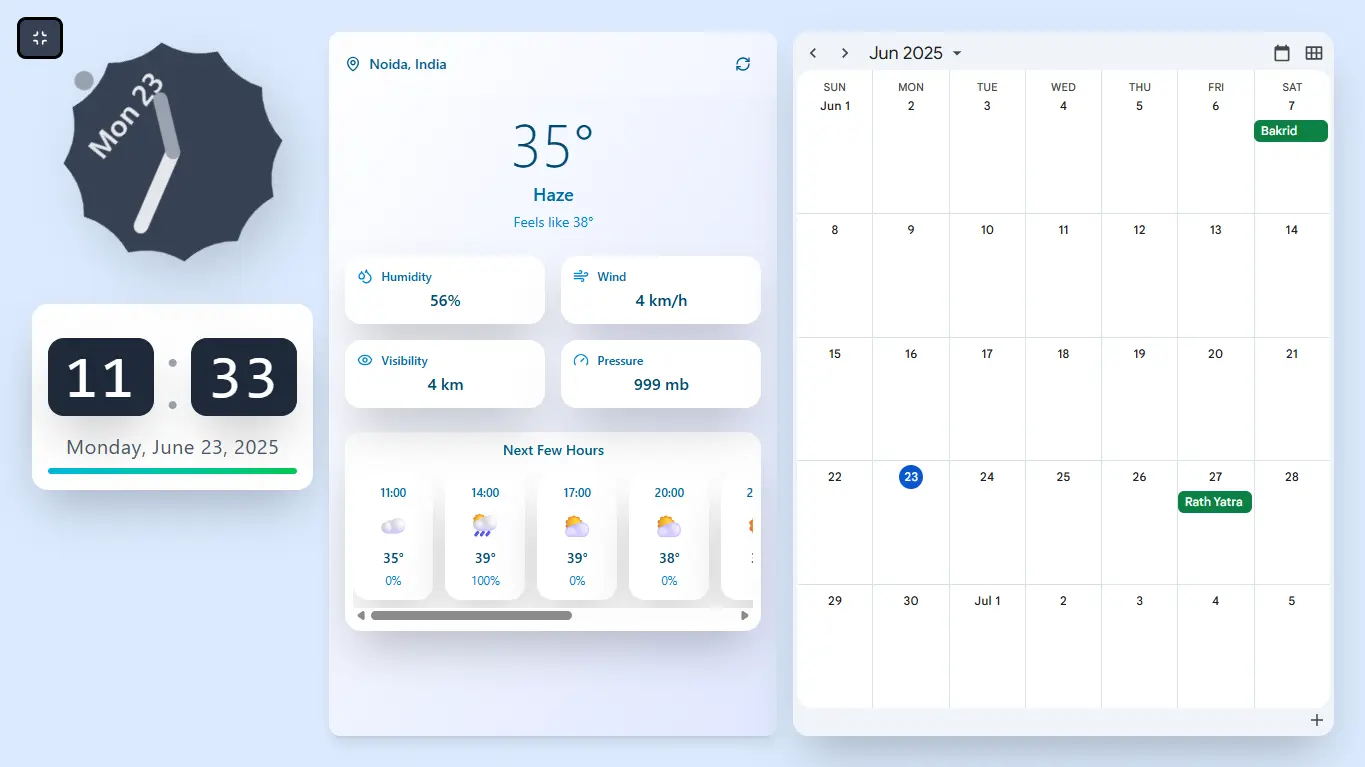 Mon 23
11 : 33
Monday, June 23, 2025
Noida, India
35°
Haze
Feels like 38°
Humidity
56%
Wind
4 km/h
Visibility
4 km
Pressure
999 mb
Next Few Hours
11:00 14:00 17:00 20:00
35° 39° 39° 38°
0% 100% 0% 0%
Jun 2025
SUN MON TUE WED THU FRI SAT
Jun 1 2 3 4 5 6 7
Bakrid
8 9 10 11 12 13 14
15 16 17 18 19 20 21
22 23 24 25 26 27 28
Rath Yatra
29 30 Jul 1 2 3 4 5